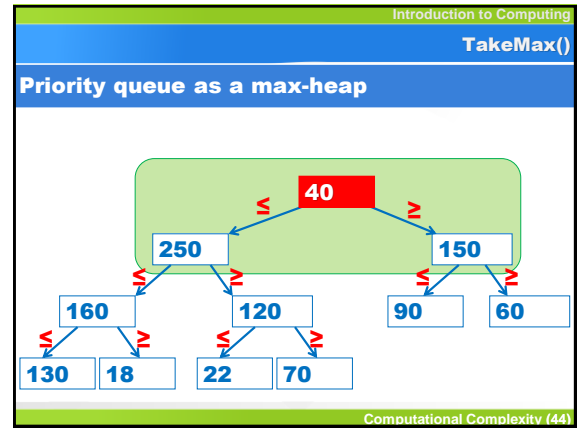 Introduction to Computing
TakeMax()
Priority queue as a max-heap
40
≤ ≥
250 150
≤ ≥ ≤ ≥
160 120 90 60
≤ ≥ ≤ ≥
130 18 22 70
Computational Complexity (44)